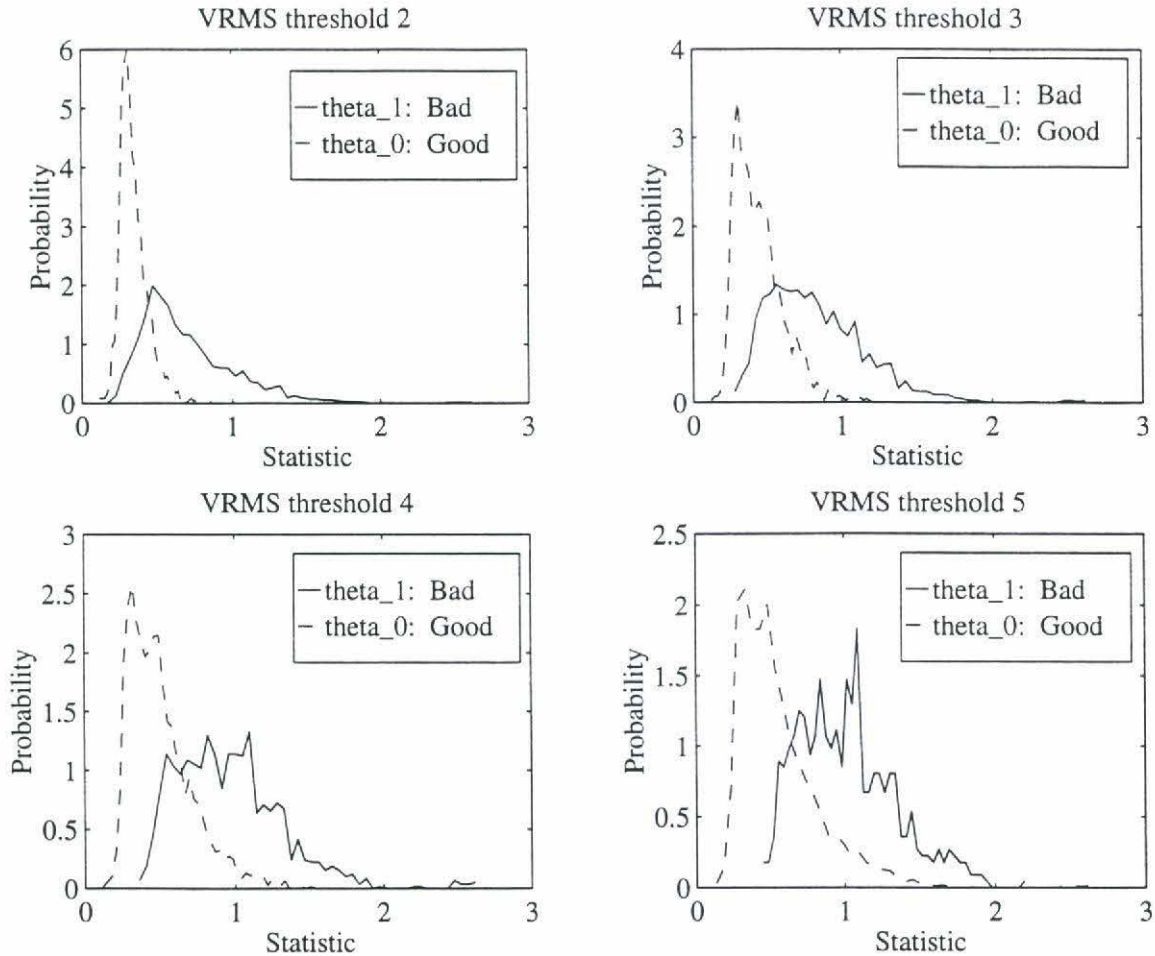 VRMS threshold 2
6
5
4
3
2
1
0
Probability
theta_1: Bad
theta_0: Good
0 1 2 3
Statistic
VRMS threshold 3
4
3
2
1
0
Probability
theta_1: Bad
theta_0: Good
0 1 2 3
Statistic
VRMS threshold 4
3
2.5
2
1.5
1
0.5
0
Probability
theta_1: Bad
theta_0: Good
0 1 2 3
Statistic
VRMS threshold 5
2.5
2
1.5
1
0.5
0
Probability
theta_1: Bad
theta_0: Good
0 1 2 3
Statistic